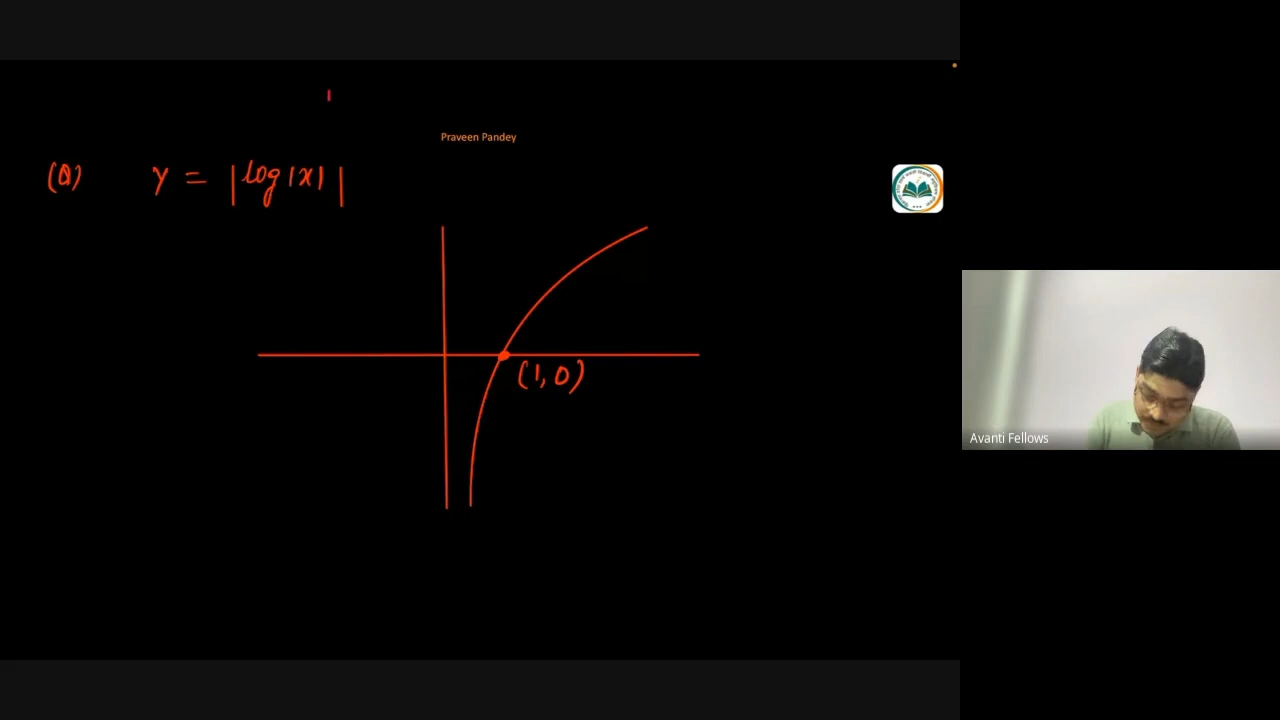 Praveen Pandey
(Q) y = |log|x||
(1,0)
Avanti Fellows